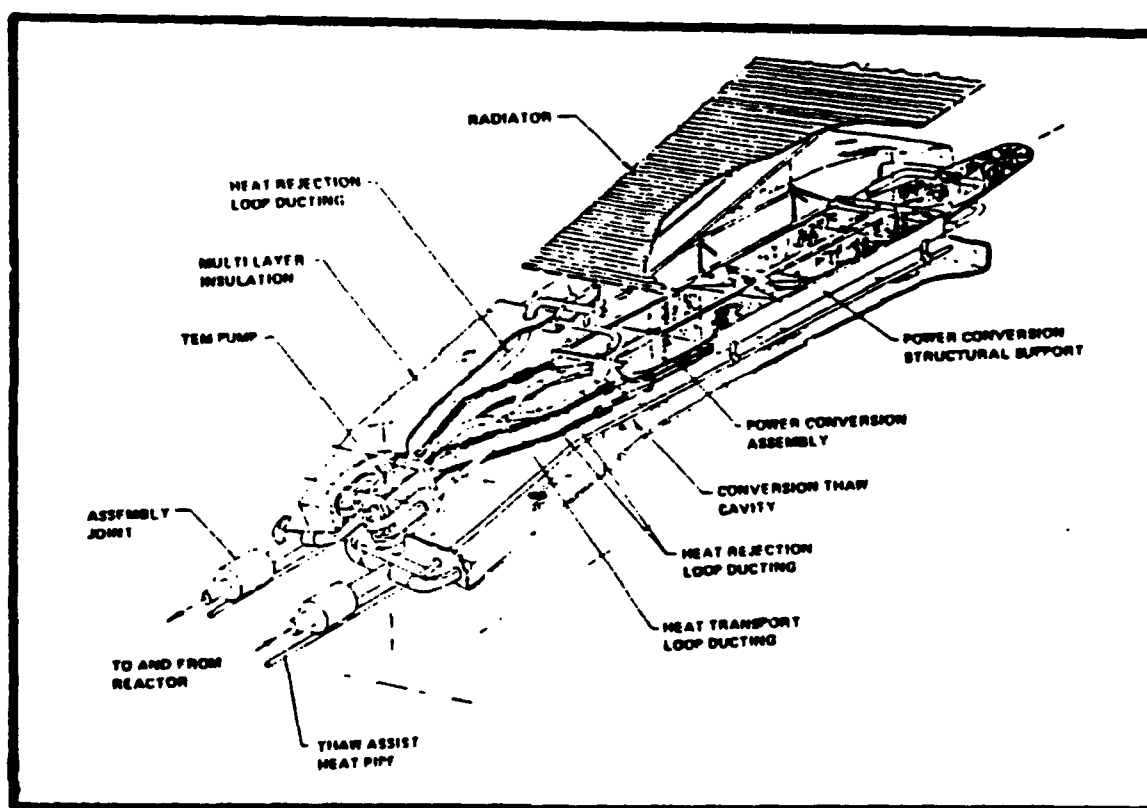 RADIATOR
HEAT REJECTION
LOOP DUCTING
MULTI LAYER
INSULATION
TEM PUMP
POWER CONVERSION
STRUCTURAL SUPPORT
POWER CONVERSION
ASSEMBLY
CONVERSION THAW
CAVITY
ASSEMBLY
JOINT
HEAT REJECTION
LOOP DUCTING
HEAT TRANSPORT
LOOP DUCTING
TO AND FROM
REACTOR
THAW ASSIST
HEAT PIPE